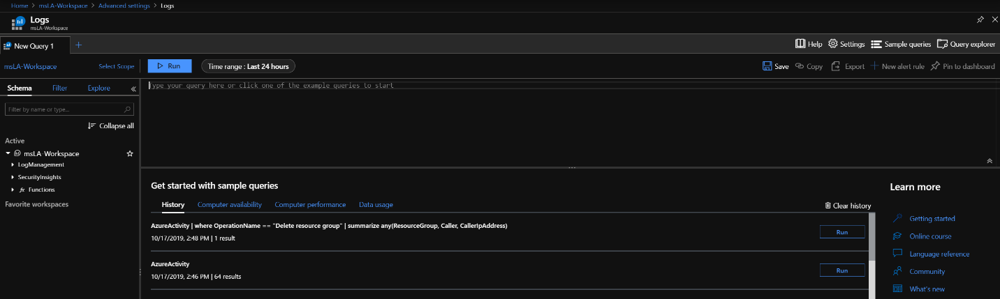 Home > msLA-Workspace > Advanced settings > Logs
Logs
msLA-Workspace
New Query 1
Help Settings Sample queries Query explorer
msLA-Workspace Select Scope Run Time range : Last 24 hours Save Copy Export New alert rule Pin to dashboard
Schema Filter Explore «
Type your query here or click one of the example queries to start
Filter by name or type...
Collapse all
Active
msLA-Workspace
LogManagement
SecurityInsights
fx Functions
Favorite workspaces
Get started with sample queries
History Computer availability Computer performance Data usage
Clear history
AzureActivity | where OperationName == "Delete resource group" | summarize any(ResourceGroup, Caller, CallerIpAddress)
10/17/2019, 2:48 PM | 1 result
Run
AzureActivity
10/17/2019, 2:46 PM | 64 results
Run
Learn more
Getting started
Online course
Language reference
Community
What's new